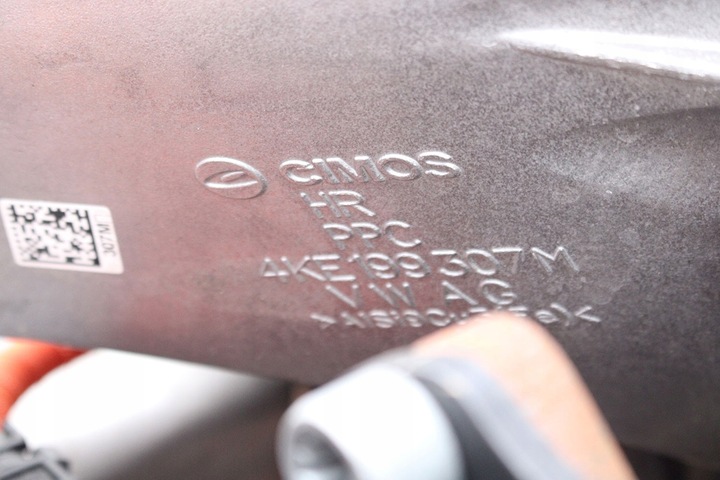 CIMOS
HR
PPC
4KE199307M
VW AG
307M